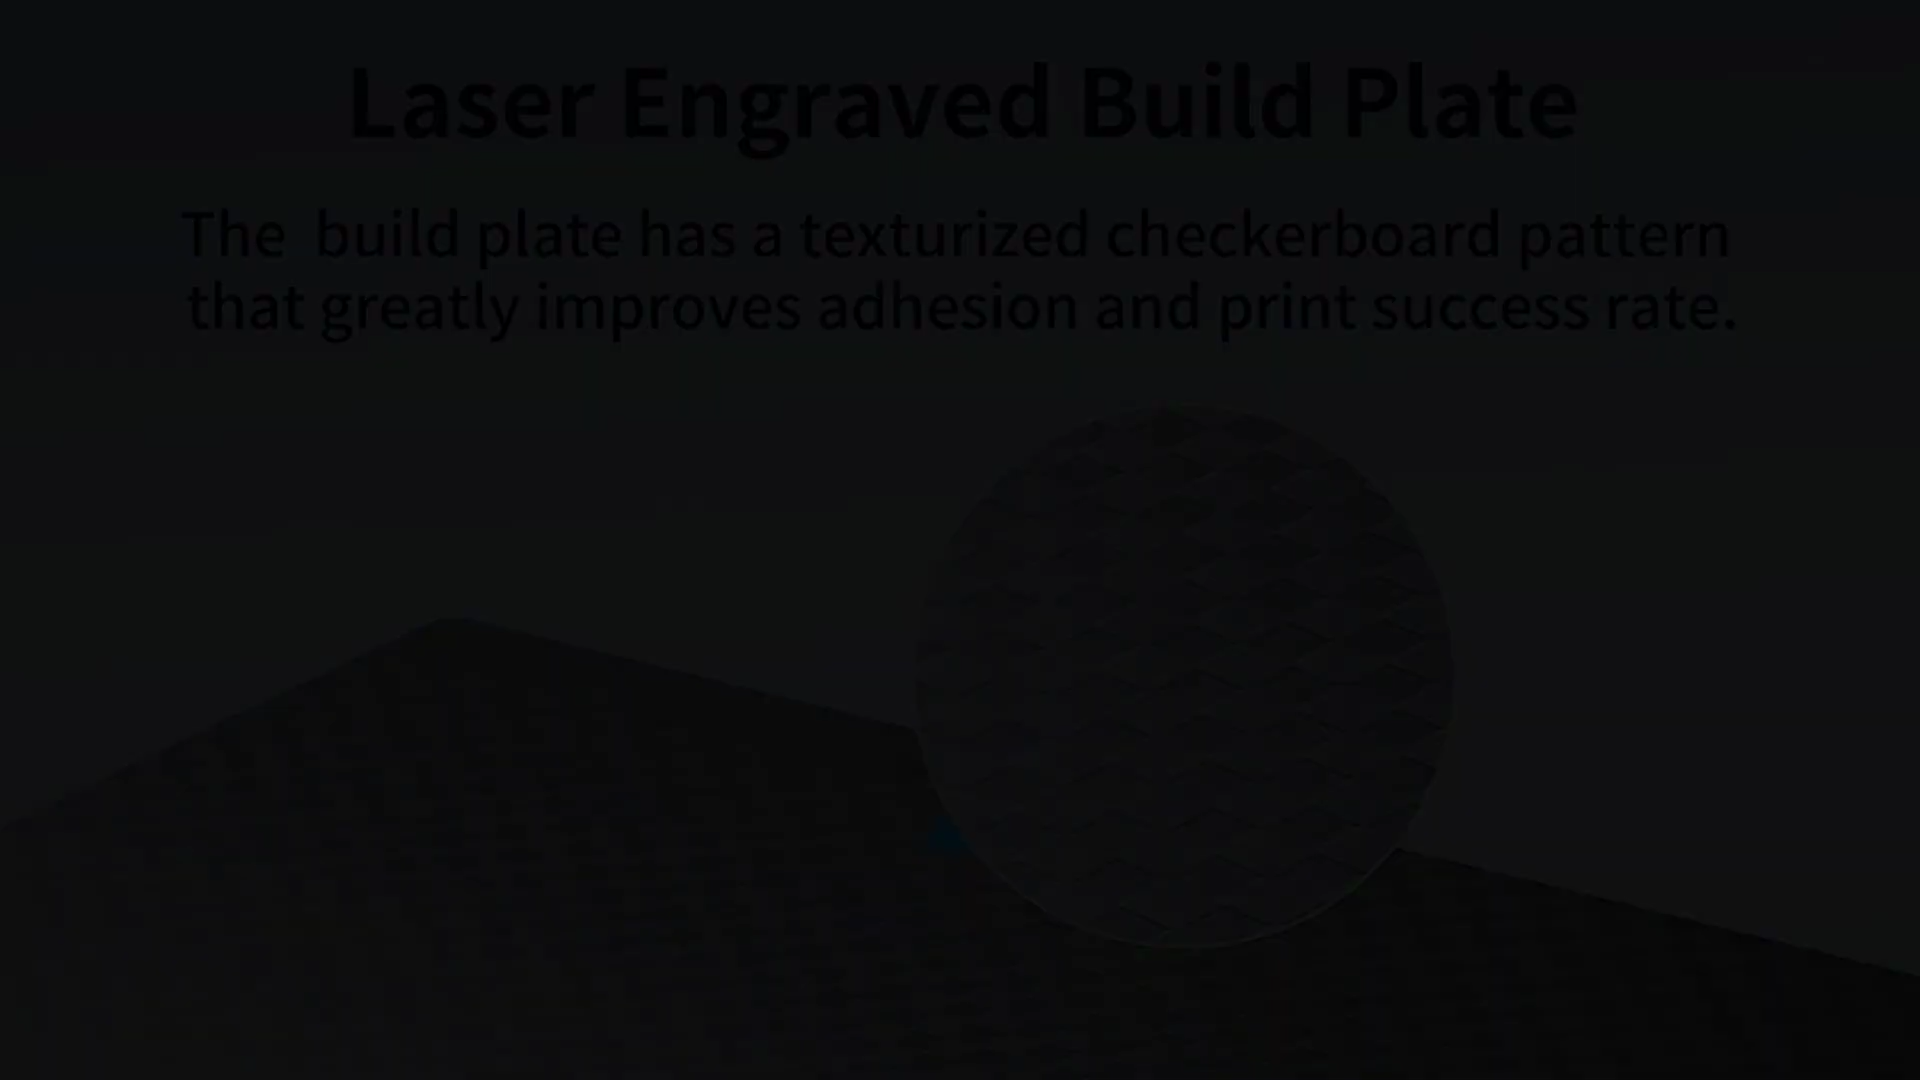 Laser Engraved Build Plate
The build plate has a texturized checkerboard pattern
that greatly improves adhesion and print success rate.